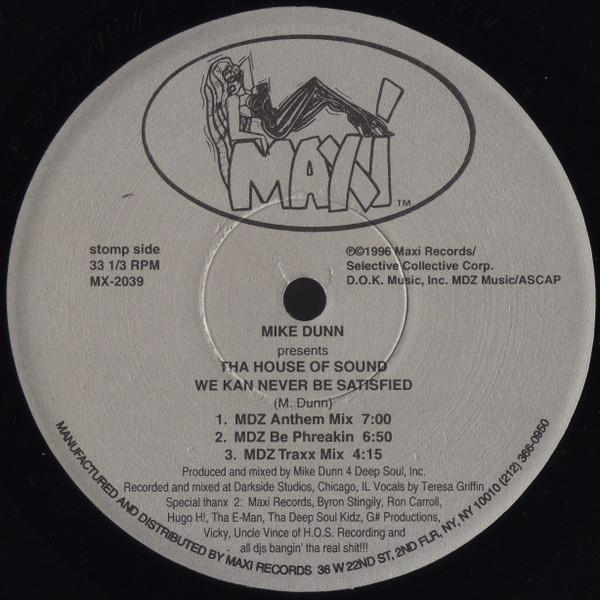 MAXI!
TM
stomp side
33 1/3 RPM
MX-2039
℗©1996 Maxi Records/
Selective Collective Corp.
D.O.K. Music, Inc. MDZ Music/ASCAP
MIKE DUNN
presents
THA HOUSE OF SOUND
WE KAN NEVER BE SATISFIED
(M. Dunn)
1. MDZ Anthem Mix 7:00
2. MDZ Be Phreakin 6:50
3. MDZ Traxx Mix 4:15
Produced and mixed by Mike Dunn 4 Deep Soul, Inc.
Recorded and mixed at Darkside Studios, Chicago, IL Vocals by Teresa Griffin
Special thanx 2: Maxi Records, Byron Stingily, Ron Carroll,
Hugo H!, Tha E-Man, Tha Deep Soul Kidz, G# Productions,
Vicky, Uncle Vince of H.O.S. Recording and
all djs bangin' tha real shit!!!
MANUFACTURED AND DISTRIBUTED BY MAXI RECORDS 36 W 22ND ST, 2ND FLR, NY, NY 10010 (212) 366-0950